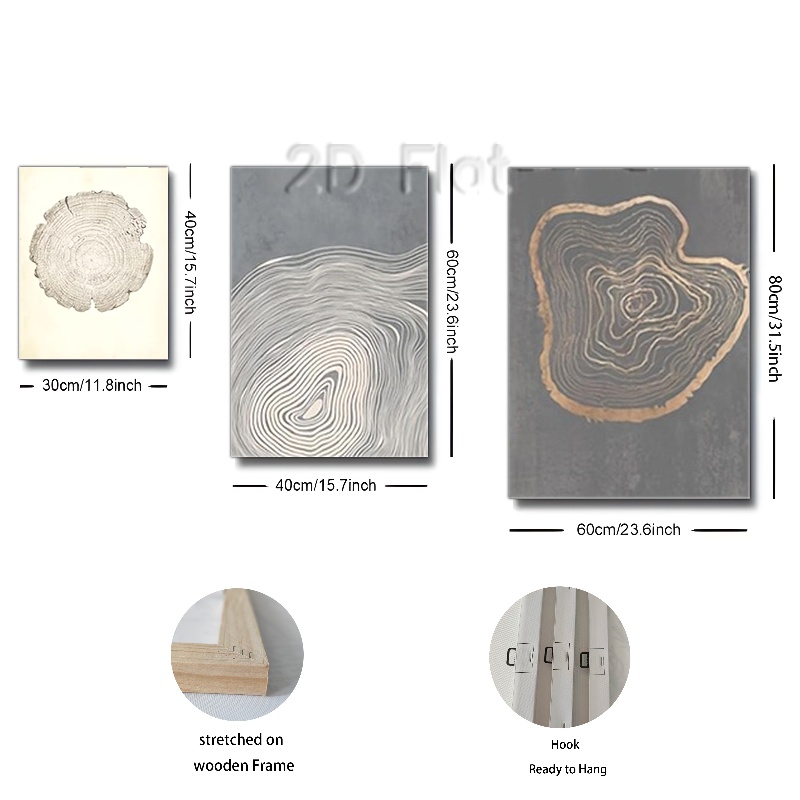 2D Flat
40cm/15.7inch
30cm/11.8inch
60cm/23.6inch
40cm/15.7inch
80cm/31.5inch
60cm/23.6inch
stretched on
wooden Frame
Hook
Ready to Hang